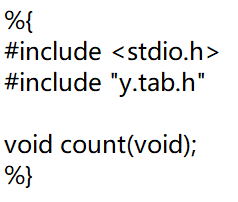 %{
#include <stdio.h>
#include "y.tab.h"

void count(void);
%}